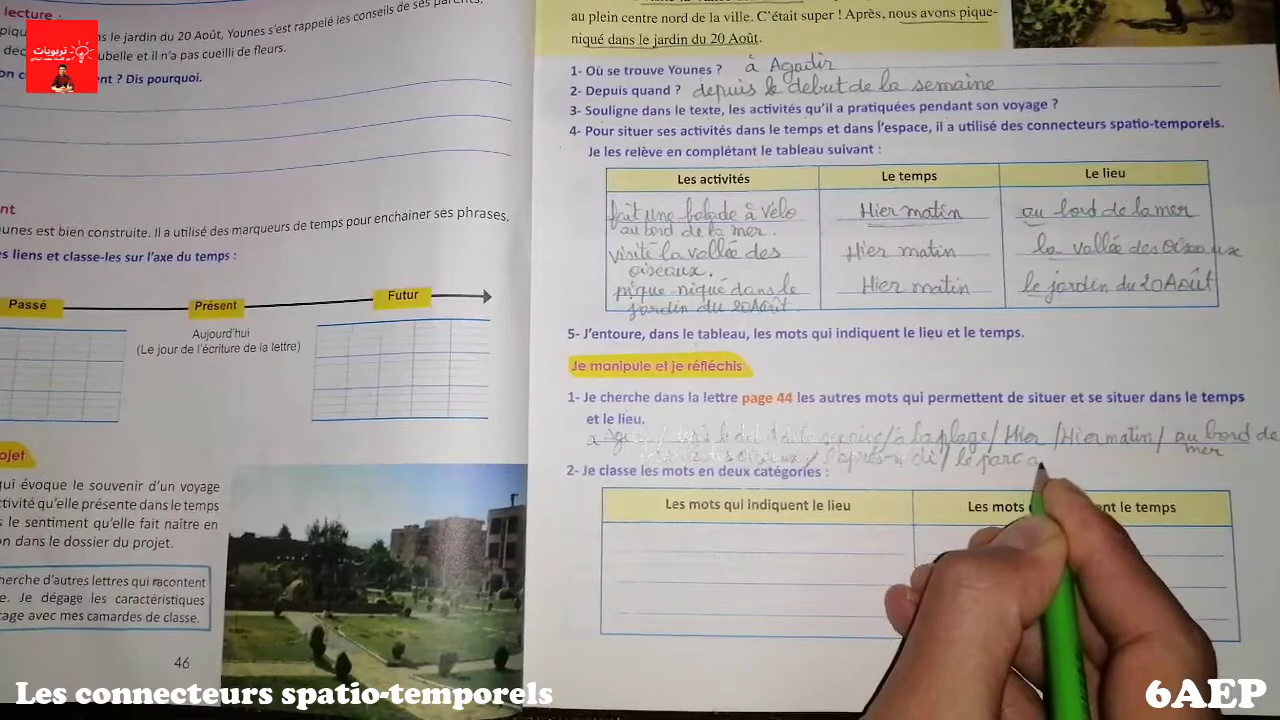 lecture :
s le jardin du 20 Août, Younes s'est rappelé les conseils de ses parents.
ubelle et il n'a pas cueilli de fleurs.
ent ? Dis pourquoi.
تربويات
nt
unes est bien construite. Il a utilisé des marqueurs de temps pour enchainer ses phrases.
s liens et classe-les sur l'axe du temps :
Passé
Présent
Futur
Aujourd'hui
(Le jour de l'écriture de la lettre)
ojet
qui évoque le souvenir d'un voyage
ctivité qu'elle présente dans le temps
s le sentiment qu'elle fait naître en
on dans le dossier du projet.
herche d'autres lettres qui racontent
e. Je dégage les caractéristiques
tage avec mes camardes de classe.
46
au plein centre nord de la ville. C'était super ! Après, nous avons pique-
niqué dans le jardin du 20 Août.
1- Où se trouve Younes ? à Agadir
2- Depuis quand ? depuis le debut de la semaine
3- Souligne dans le texte, les activités qu'il a pratiquées pendant son voyage ?
4- Pour situer ses activités dans le temps et dans l'espace, il a utilisé des connecteurs spatio-temporels.
Je les relève en complétant le tableau suivant :
Les activités Le temps Le lieu
fait une balade à vélo Hier matin au bord de la mer
au bord de la mer.
visité la vallée des Hier matin la vallée des Oiseaux
oiseaux.
pique-niqué dans le Hier matin le jardin du 20 Août
jardin du 20 Août.
5- J'entoure, dans le tableau, les mots qui indiquent le lieu et le temps.
Je manipule et je réfléchis
1- Je cherche dans la lettre page 44 les autres mots qui permettent de situer et se situer dans le temps
et le lieu.
à la plage / Hier / Hier matin / au bord de
mer
/ l'après-midi / le parc
2- Je classe les mots en deux catégories :
Les mots qui indiquent le lieu Les mots ent le temps
Les connecteurs spatio-temporels
6AEP